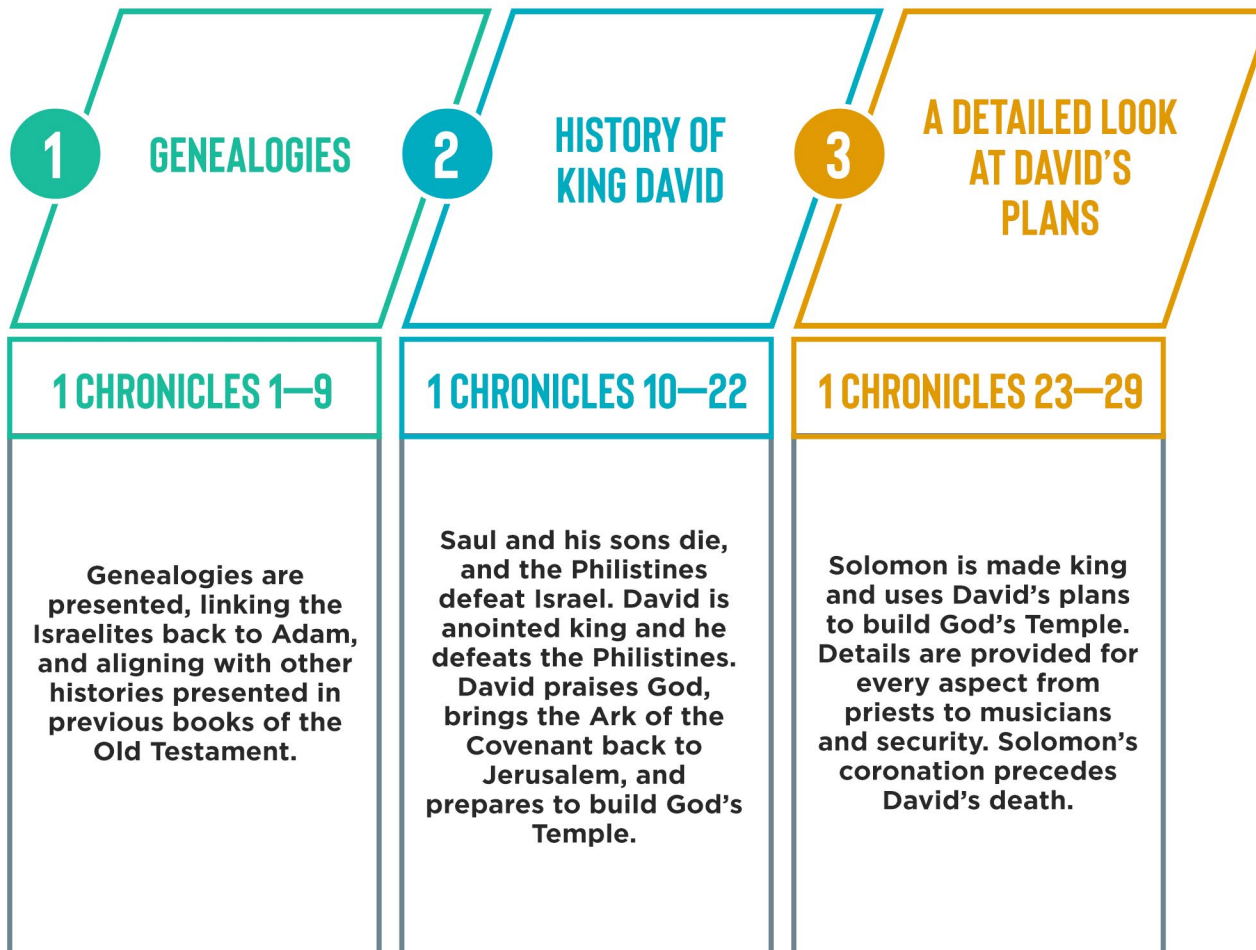 1
GENEALOGIES
2
HISTORY OF
KING DAVID
3
A DETAILED LOOK
AT DAVID'S
PLANS
1 CHRONICLES 1—9
Genealogies are
presented, linking the
Israelites back to Adam,
and aligning with other
histories presented in
previous books of the
Old Testament.
1 CHRONICLES 10—22
Saul and his sons die,
and the Philistines
defeat Israel. David is
anointed king and he
defeats the Philistines.
David praises God,
brings the Ark of the
Covenant back to
Jerusalem, and
prepares to build God’s
Temple.
1 CHRONICLES 23—29
Solomon is made king
and uses David’s plans
to build God’s Temple.
Details are provided for
every aspect from
priests to musicians
and security. Solomon’s
coronation precedes
David’s death.